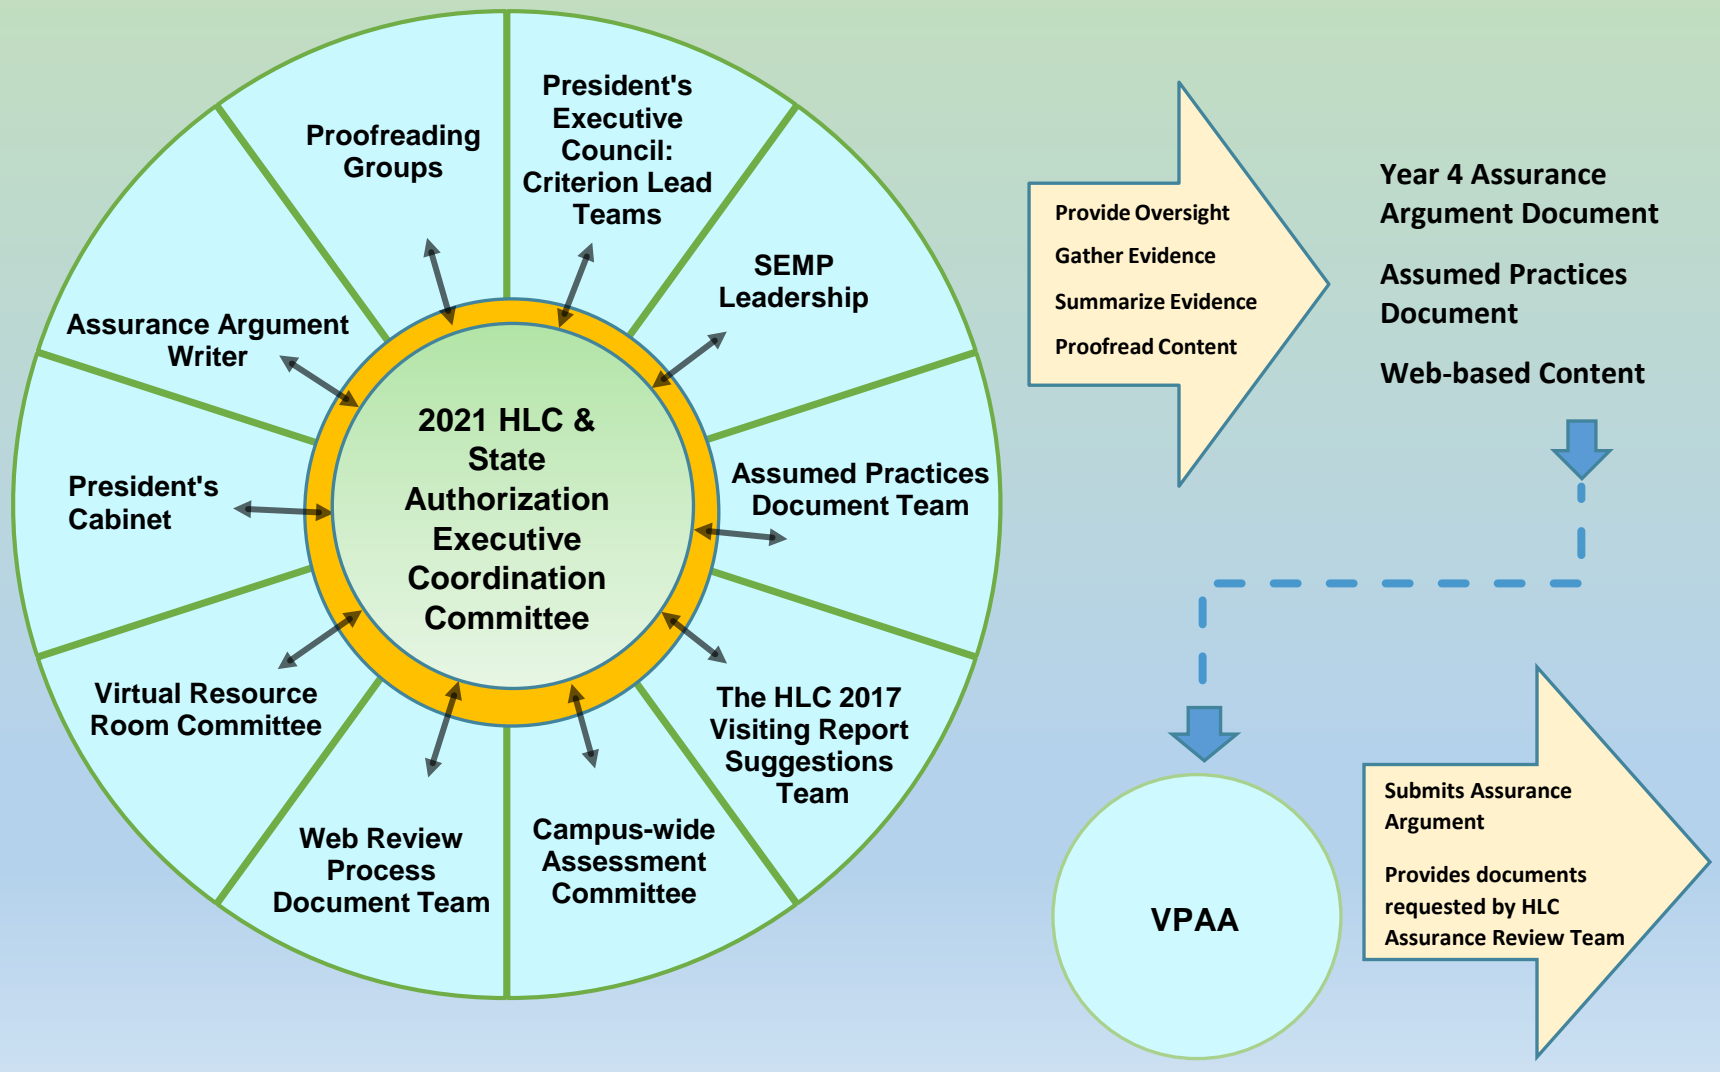 Proofreading
Groups
President's
Executive
Council:
Criterion Lead
Teams
SEMP
Leadership
Assumed Practices
Document Team
The HLC 2017
Visiting Report
Suggestions
Team
Campus-wide
Assessment
Committee
Web Review
Process
Document Team
Virtual Resource
Room Committee
President's
Cabinet
Assurance Argument
Writer
2021 HLC &
State
Authorization
Executive
Coordination
Committee
Provide Oversight
Gather Evidence
Summarize Evidence
Proofread Content
Year 4 Assurance
Argument Document
Assumed Practices
Document
Web-based Content
VPAA
Submits Assurance
Argument
Provides documents
requested by HLC
Assurance Review Team